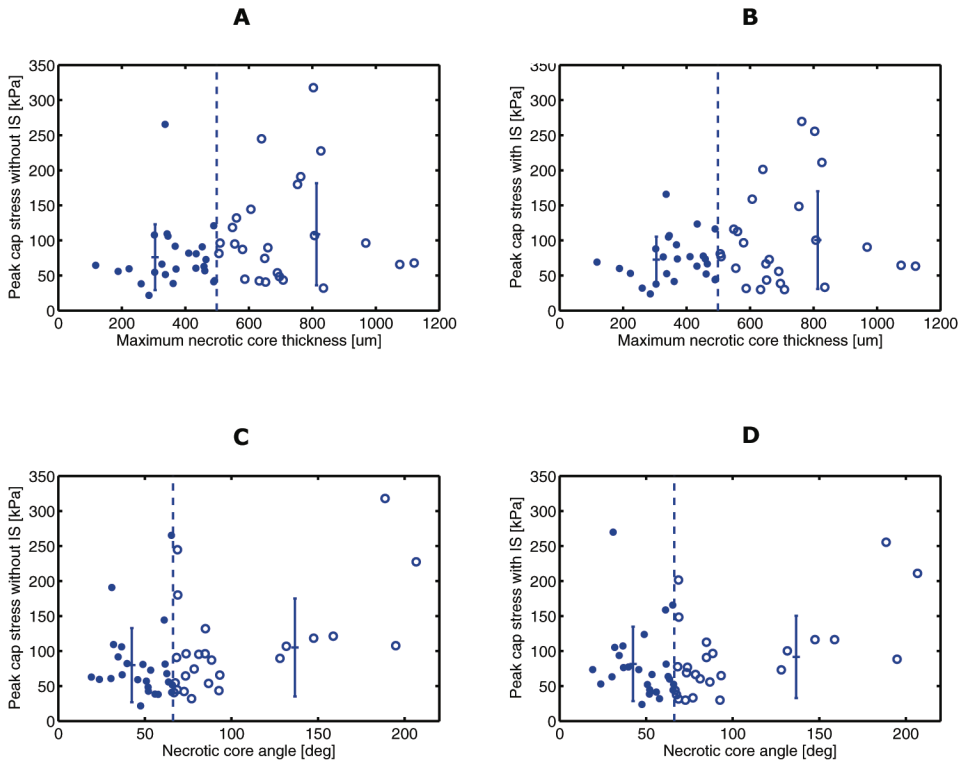 A
B
Peak cap stress without IS [kPa]
350
300
250
200
150
100
50
0
0 200 400 600 800 1000 1200
Maximum necrotic core thickness [um]
Peak cap stress with IS [kPa]
350
300
250
200
150
100
50
0
0 200 400 600 800 1000 1200
Maximum necrotic core thickness [um]
C
D
Peak cap stress without IS [kPa]
350
300
250
200
150
100
50
0
0 50 100 150 200
Necrotic core angle [deg]
Peak cap stress with IS [kPa]
350
300
250
200
150
100
50
0
0 50 100 150 200
Necrotic core angle [deg]